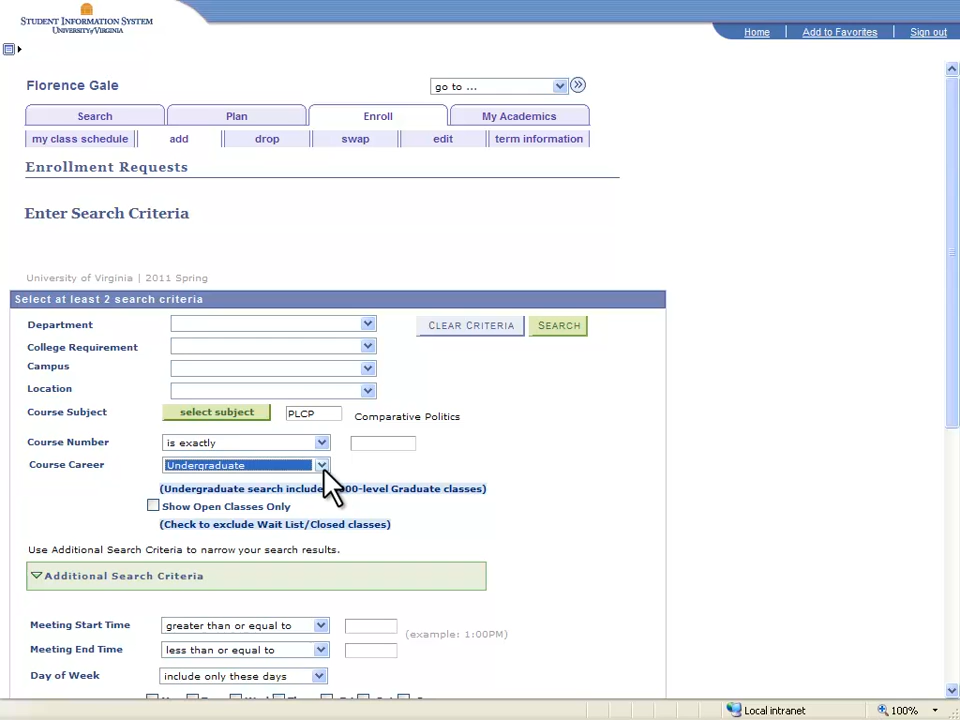 STUDENT INFORMATION SYSTEM
UNIVERSITY OF VIRGINIA
Home
Add to Favorites
Sign out
Florence Gale
go to ...
Search
Plan
Enroll
My Academics
my class schedule
add
drop
swap
edit
term information
Enrollment Requests
Enter Search Criteria
University of Virginia | 2011 Spring
Select at least 2 search criteria
Department
CLEAR CRITERIA
SEARCH
College Requirement
Campus
Location
Course Subject
select subject
PLCP
Comparative Politics
Course Number
is exactly
Course Career
Undergraduate
(Undergraduate search include 00-level Graduate classes)
Show Open Classes Only
(Check to exclude Wait List/Closed classes)
Use Additional Search Criteria to narrow your search results.
Additional Search Criteria
Meeting Start Time
greater than or equal to
(example: 1:00PM)
Meeting End Time
less than or equal to
Day of Week
include only these days
Local intranet
100%